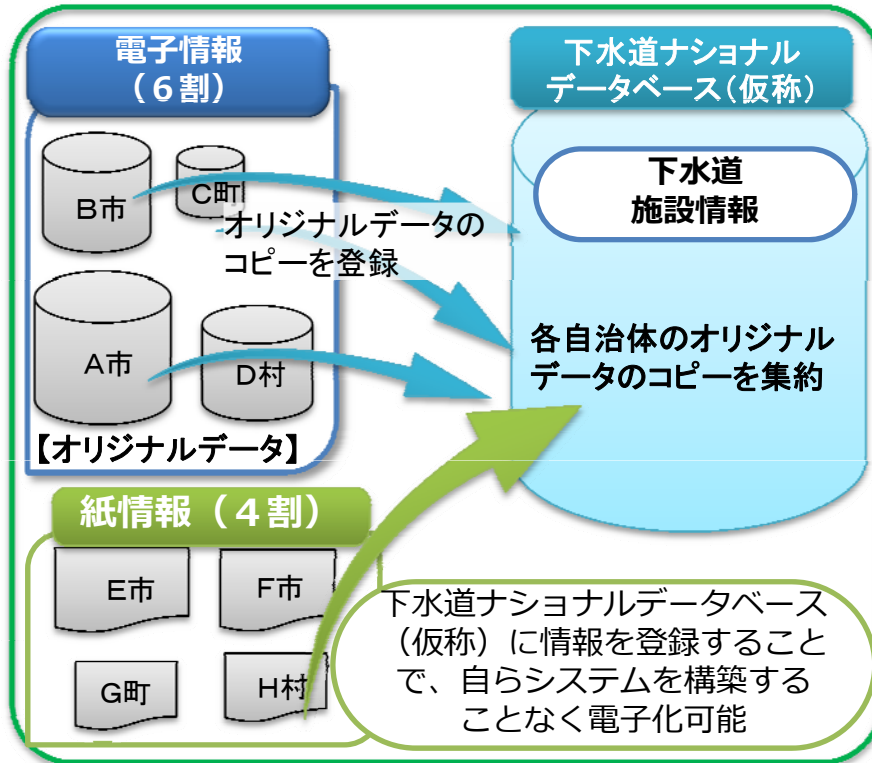 電子情報
（６割）
B市
C町
オリジナルデータの
コピーを登録
A市
D村
【オリジナルデータ】
下水道ナショナル
データベース（仮称）
下水道
施設情報
各自治体のオリジナル
データのコピーを集約
紙情報（４割）
E市
F市
G町
H村
下水道ナショナルデータベース
（仮称）に情報を登録すること
で、自らシステムを構築する
ことなく電子化可能